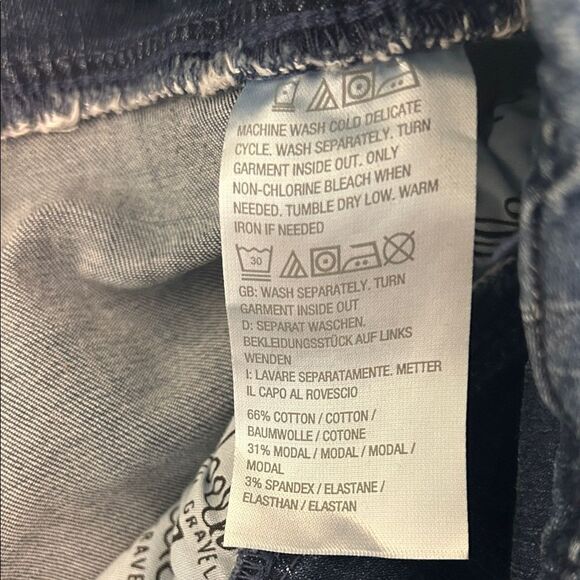 MACHINE WASH COLD DELICATE
CYCLE. WASH SEPARATELY. TURN
GARMENT INSIDE OUT. ONLY
NON-CHLORINE BLEACH WHEN
NEEDED. TUMBLE DRY LOW. WARM
IRON IF NEEDED
30
GB: WASH SEPARATELY. TURN
GARMENT INSIDE OUT
D: SEPARAT WASCHEN.
BEKLEIDUNGSSTÜCK AUF LINKS
WENDEN
I: LAVARE SEPARATAMENTE. METTER
IL CAPO AL ROVESCIO
66% COTTON / COTTON /
BAUMWOLLE / COTONE
31% MODAL / MODAL / MODAL /
MODAL
3% SPANDEX / ELASTANE /
ELASTHAN / ELASTAN
GRAVEL